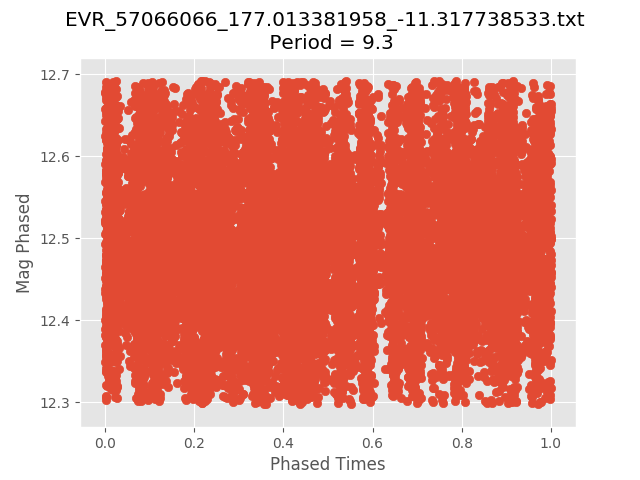 EVR_57066066_177.013381958_-11.317738533.txt
Period = 9.3
12.7
12.6
12.5
12.4
12.3
Mag Phased
0.0 0.2 0.4 0.6 0.8 1.0
Phased Times